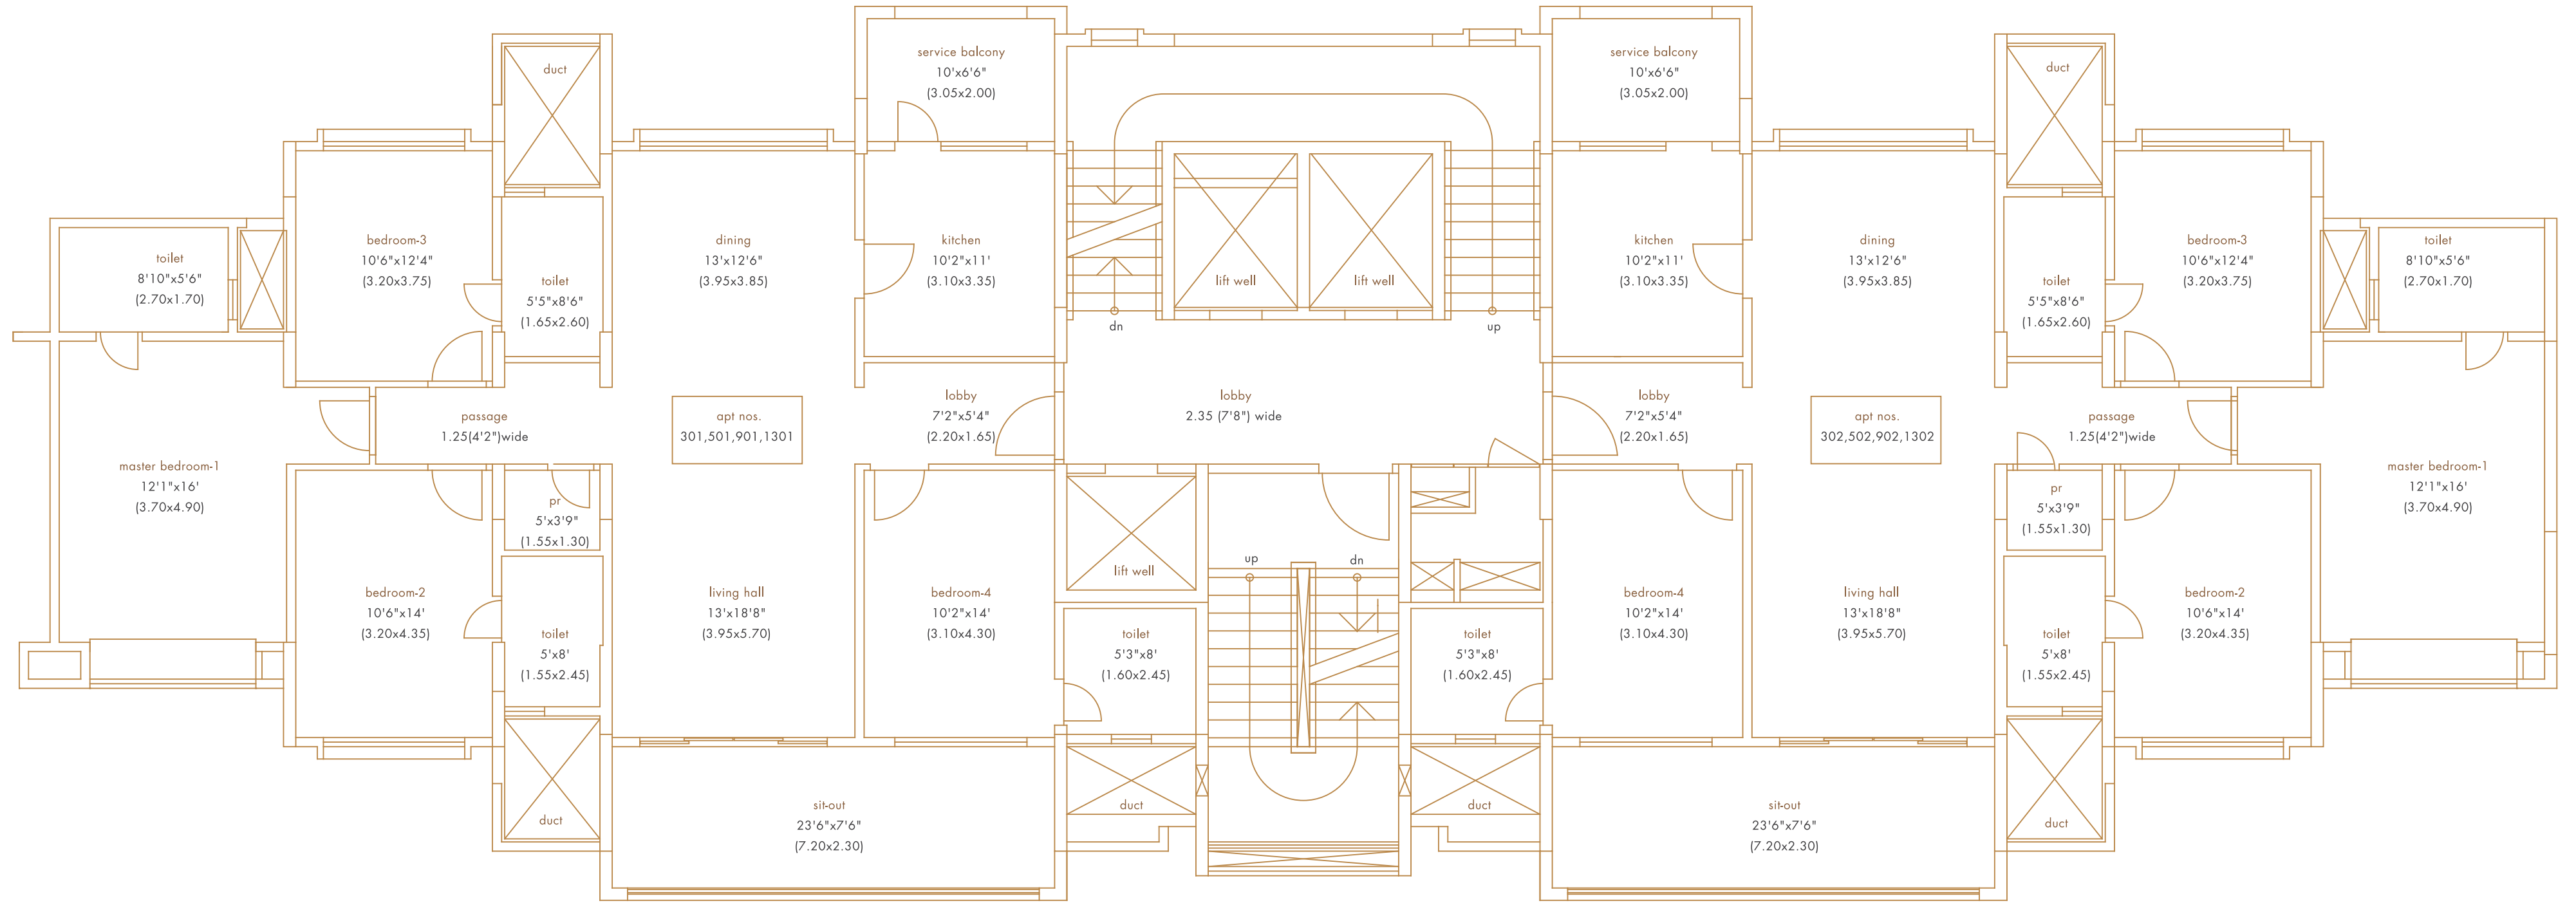 service balcony
10'x6'6"
(3.05x2.00)
service balcony
10'x6'6"
(3.05x2.00)
duct
duct
toilet
8'10"x5'6"
(2.70x1.70)
bedroom-3
10'6"x12'4"
(3.20x3.75)
toilet
5'5"x8'6"
(1.65x2.60)
dining
13'x12'6"
(3.95x3.85)
kitchen
10'2"x11'
(3.10x3.35)
lift well
lift well
dn
up
kitchen
10'2"x11'
(3.10x3.35)
dining
13'x12'6"
(3.95x3.85)
toilet
5'5"x8'6"
(1.65x2.60)
bedroom-3
10'6"x12'4"
(3.20x3.75)
toilet
8'10"x5'6"
(2.70x1.70)
master bedroom-1
12'1"x16'
(3.70x4.90)
passage
1.25(4'2")wide
apt nos.
301,501,901,1301
lobby
7'2"x5'4"
(2.20x1.65)
lobby
2.35 (7'8") wide
lobby
7'2"x5'4"
(2.20x1.65)
apt nos.
302,502,902,1302
passage
1.25(4'2")wide
master bedroom-1
12'1"x16'
(3.70x4.90)
pr
5'x3'9"
(1.55x1.30)
pr
5'x3'9"
(1.55x1.30)
bedroom-2
10'6"x14'
(3.20x4.35)
toilet
5'x8'
(1.55x2.45)
living hall
13'x18'8"
(3.95x5.70)
bedroom-4
10'2"x14'
(3.10x4.30)
lift well
up
dn
toilet
5'3"x8'
(1.60x2.45)
toilet
5'3"x8'
(1.60x2.45)
bedroom-4
10'2"x14'
(3.10x4.30)
living hall
13'x18'8"
(3.95x5.70)
toilet
5'x8'
(1.55x2.45)
bedroom-2
10'6"x14'
(3.20x4.35)
duct
sit-out
23'6"x7'6"
(7.20x2.30)
duct
duct
sit-out
23'6"x7'6"
(7.20x2.30)
duct